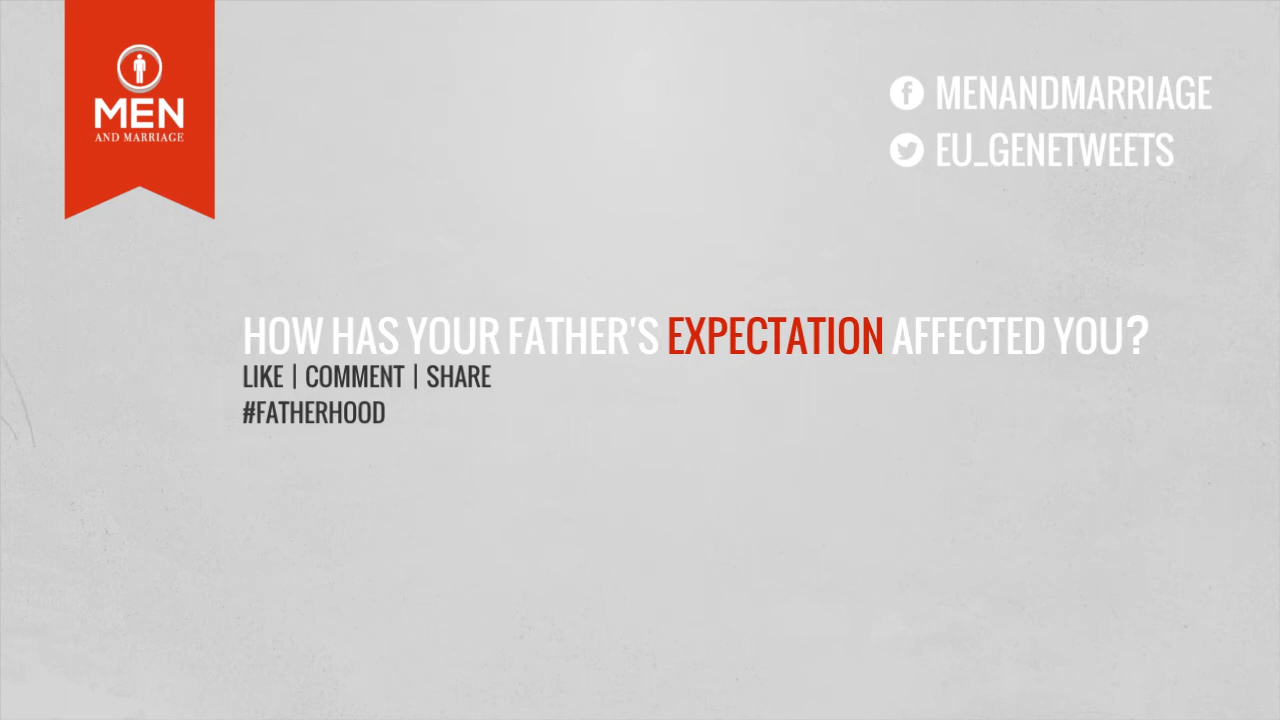 MEN
AND MARRIAGE
MENANDMARRIAGE
EU_GENETWEETS
HOW HAS YOUR FATHER'S EXPECTATION AFFECTED YOU?
LIKE | COMMENT | SHARE
#FATHERHOOD